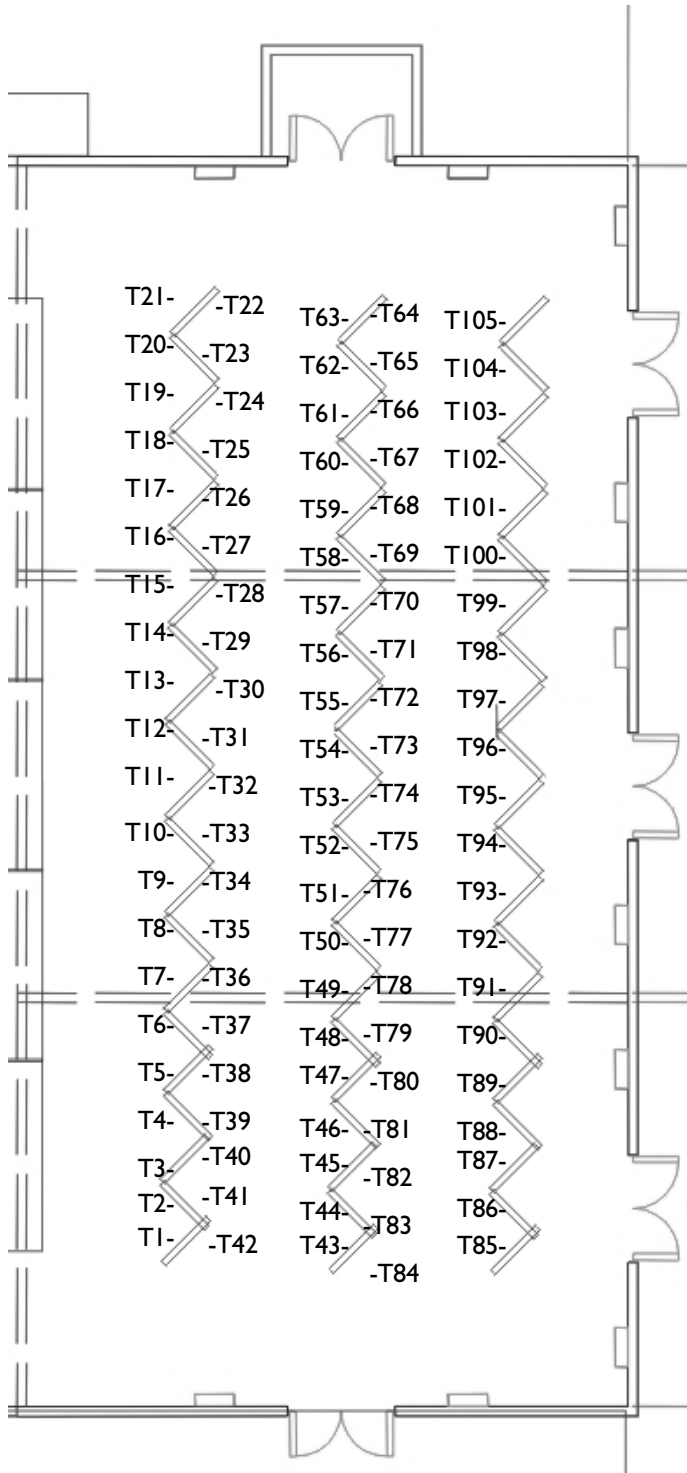 T21-
-T22
T20-
-T23
T19-
-T24
T18-
-T25
T17-
-T26
T16-
-T27
T15-
-T28
T14-
-T29
T13-
-T30
T12-
-T31
T11-
-T32
T10-
-T33
T9-
-T34
T8-
-T35
T7-
-T36
T6-
-T37
T5-
-T38
T4-
-T39
T3-
-T40
T2-
-T41
T1-
-T42
T63-
-T64
T62-
-T65
T61-
-T66
T60-
-T67
T59-
-T68
T58-
-T69
T57-
-T70
T56-
-T71
T55-
-T72
T54-
-T73
T53-
-T74
T52-
-T75
T51-
-T76
T50-
-T77
T49-
-T78
T48-
-T79
T47-
-T80
T46-
-T81
T45-
-T82
T44-
-T83
T43-
-T84
T105-
T104-
T103-
T102-
T101-
T100-
T99-
T98-
T97-
T96-
T95-
T94-
T93-
T92-
T91-
T90-
T89-
T88-
T87-
T86-
T85-